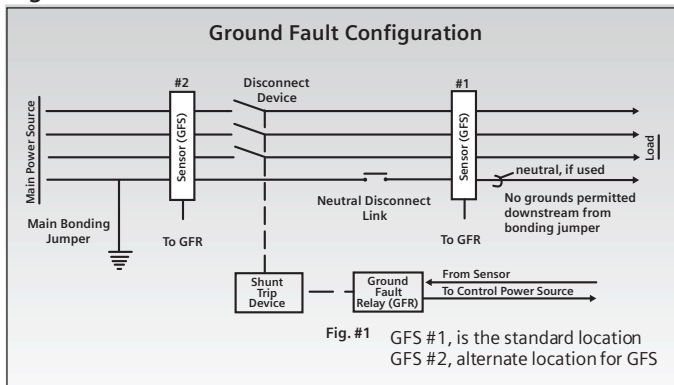 Ground Fault Configuration
#2
Disconnect
Device
#1
Main Power Source
Sensor (GFS)
Sensor (GFS)
Load
neutral, if used
Main Bonding
Jumper
To GFR
Neutral Disconnect
Link
To GFR
No grounds permitted
downstream from
bonding jumper
Shunt
Trip
Device
Ground
Fault
Relay (GFR)
From Sensor
To Control Power Source
Fig. #1
GFS #1, is the standard location
GFS #2, alternate location for GFS